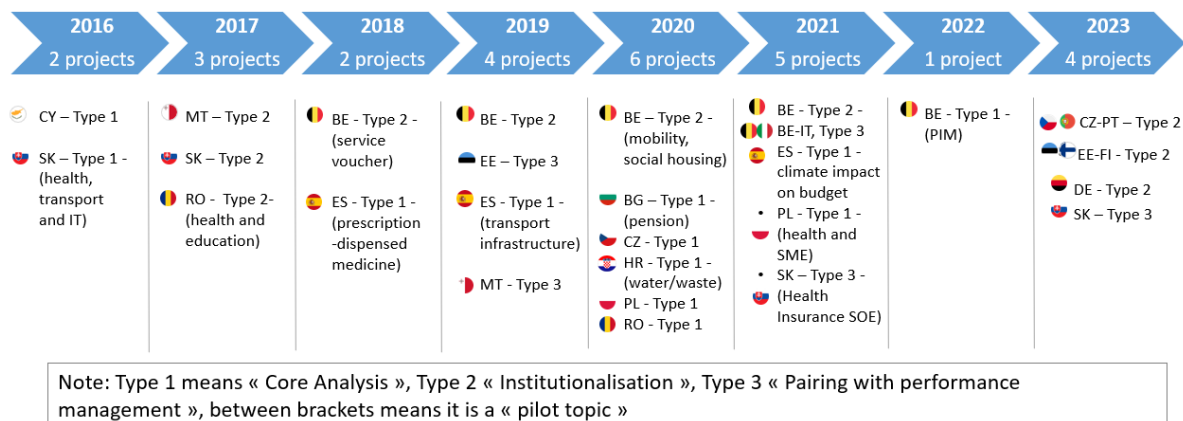 2016
2 projects
2017
3 projects
2018
2 projects
2019
4 projects
2020
6 projects
2021
5 projects
2022
1 project
2023
4 projects
CY – Type 1
SK – Type 1 -
(health,
transport
and IT)
MT – Type 2
SK – Type 2
RO - Type 2-
(health and
education)
BE - Type 2 -
(service
voucher)
ES - Type 1 -
(prescription
-dispensed
medicine)
BE - Type 2
EE – Type 3
ES - Type 1 -
(transport
infrastructure)
MT - Type 3
BE – Type 2 -
(mobility,
social housing)
BG – Type 1 -
(pension)
CZ - Type 1
HR - Type 1 -
(water/waste)
PL - Type 1
RO - Type 1
BE - Type 2 -
BE-IT, Type 3
ES - Type 1 -
climate impact
on budget
• PL - Type 1 -
(health and
SME)
• SK – Type 3 -
(Health
Insurance SOE)
BE - Type 1 -
(PIM)
CZ-PT – Type 2
EE-FI - Type 2
DE - Type 2
SK – Type 3
Note: Type 1 means « Core Analysis », Type 2 « Institutionalisation », Type 3 « Pairing with performance
management », between brackets means it is a « pilot topic »